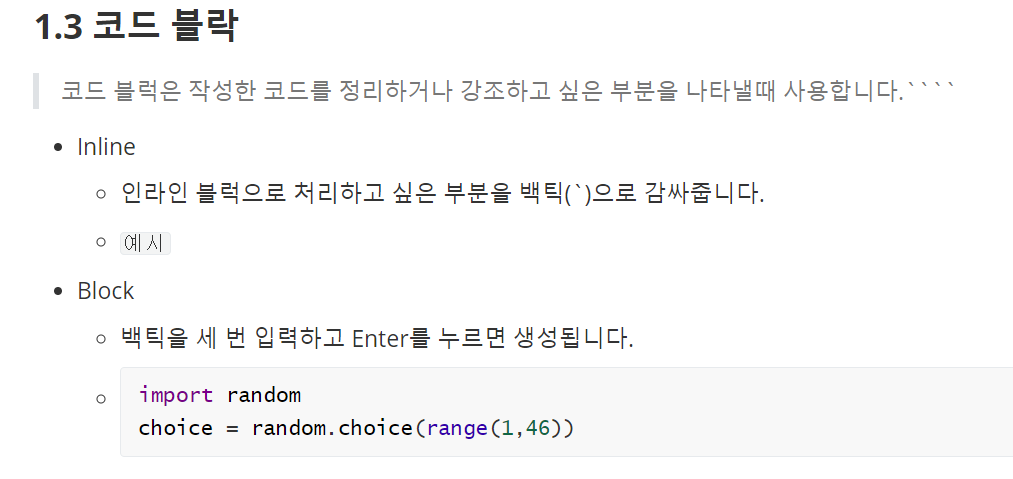 1.3 코드 블락
코드 블럭은 작성한 코드를 정리하거나 강조하고 싶은 부분을 나타낼때 사용합니다.````
Inline
인라인 블럭으로 처리하고 싶은 부분을 백틱(`)으로 감싸줍니다.
예시
Block
백틱을 세 번 입력하고 Enter를 누르면 생성됩니다.
import random
choice = random.choice(range(1,46))